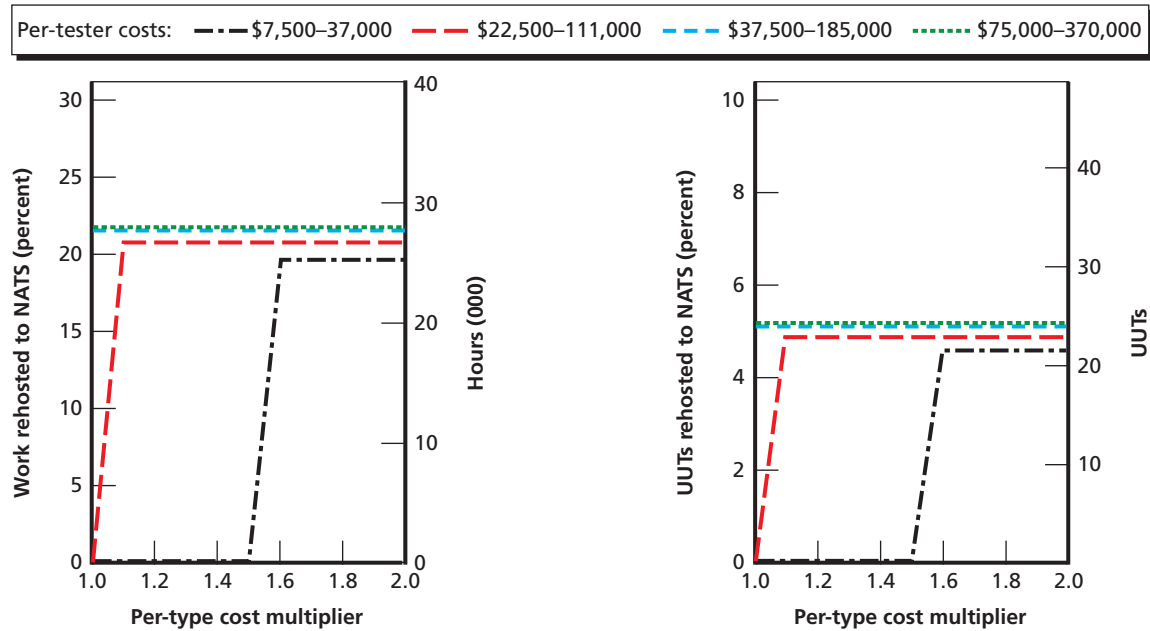 Per-tester costs: $7,500–37,000 $22,500–111,000 $37,500–185,000 $75,000–370,000
Work rehosted to NATS (percent)
30
25
20
15
10
5
0
40
30
20
10
0
Hours (000)
1.0 1.2 1.4 1.6 1.8 2.0
Per-type cost multiplier
UUTs rehosted to NATS (percent)
10
8
6
4
2
0
40
30
20
10
UUTs
1.0 1.2 1.4 1.6 1.8 2.0
Per-type cost multiplier